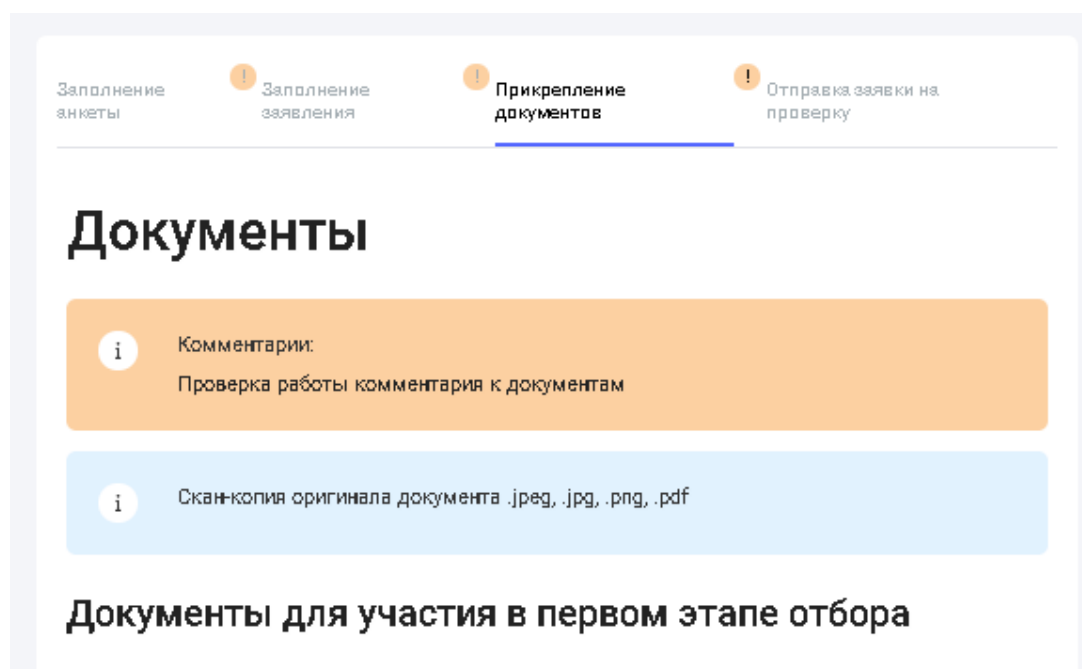 Заполнение
анкеты
!
Заполнение
заявления
!
Прикрепление
документов
!
Отправка заявки на
проверку
Документы
i
Комментарии:
Проверка работы комментария к документам
i
Скан-копия оригинала документа .jpeg, .jpg, .png, .pdf
Документы для участия в первом этапе отбора